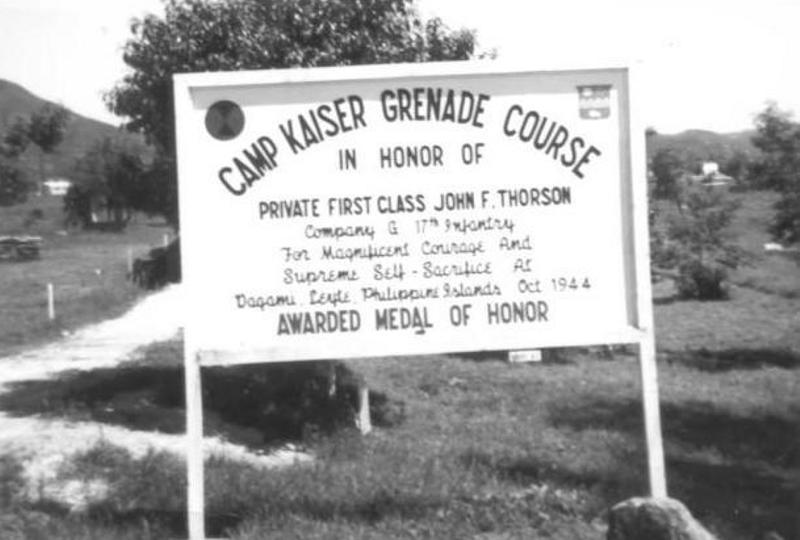 CAMP KAISER GRENADE COURSE
IN HONOR OF
PRIVATE FIRST CLASS JOHN F. THORSON
Company G 17th Infantry
For Magnificent Courage And
Supreme Self-Sacrifice At
Dagami, Leyte, Philippine Islands Oct 1944
AWARDED MEDAL OF HONOR